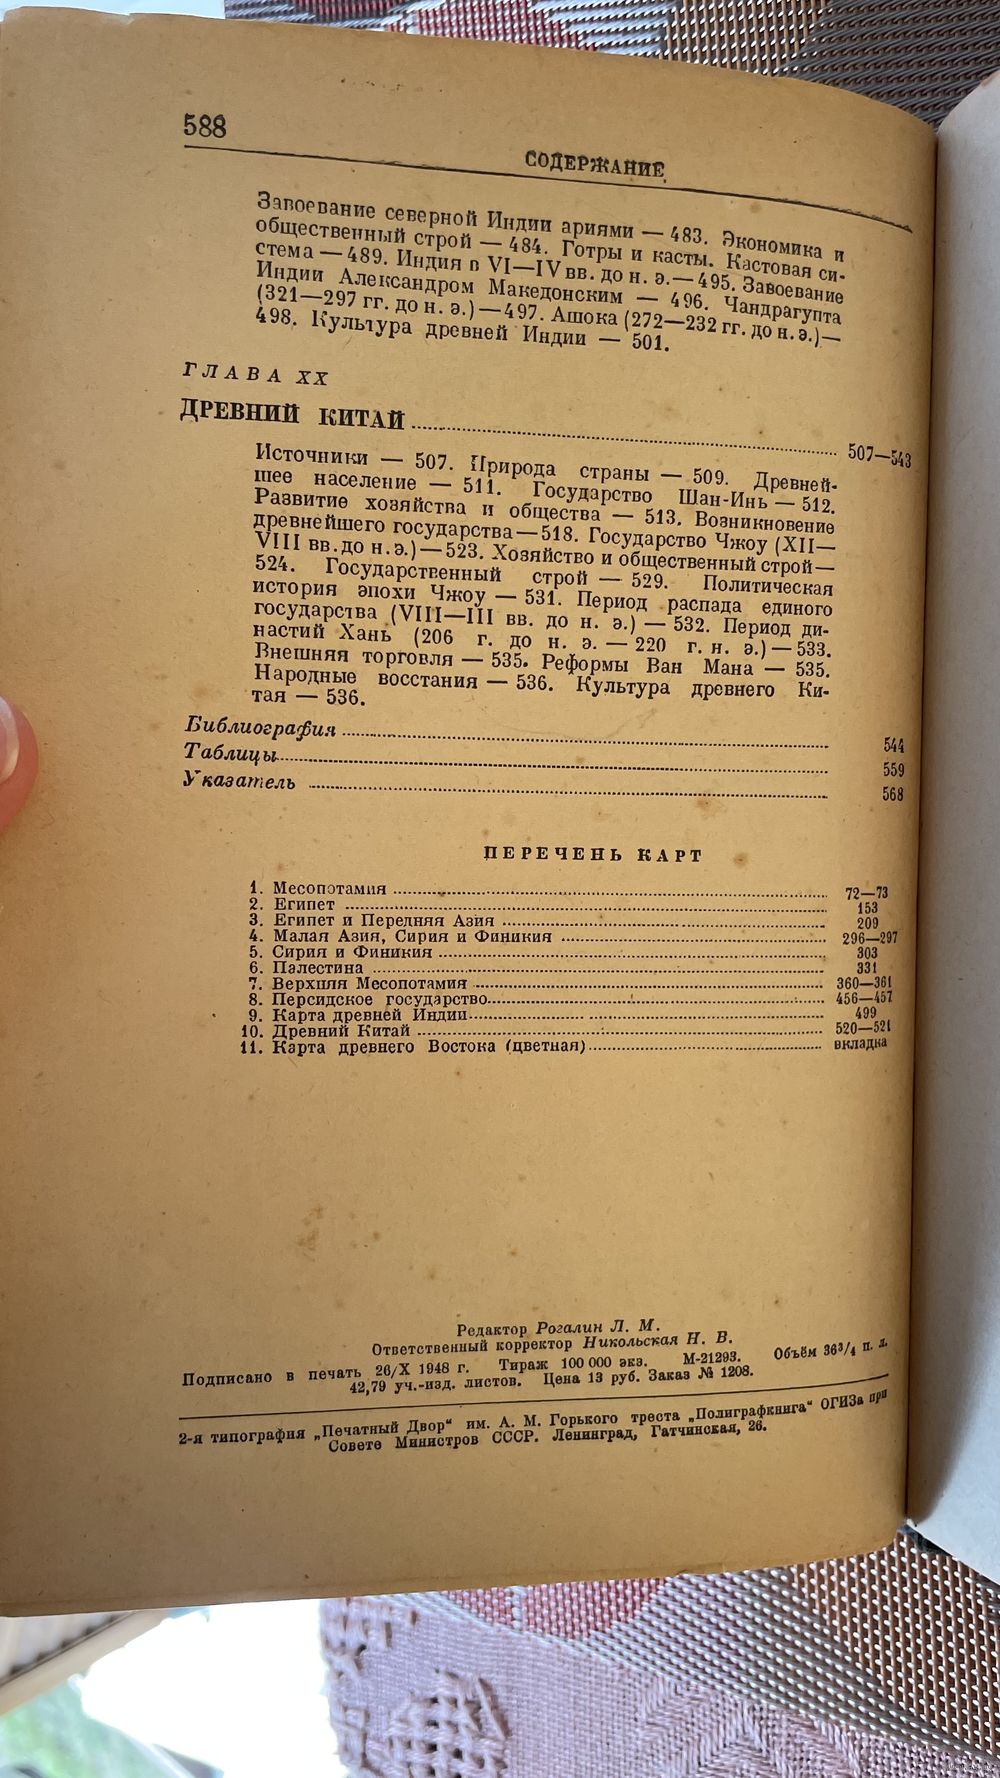 588
СОДЕРЖАНИЕ
Завоевание северной Индии ариями — 483. Экономика и
общественный строй — 484. Готры и касты. Кастовая си-
стема — 489. Индия в VI—IV вв. до н. э. — 495. Завоевание
Индии Александром Македонским — 496. Чандрагупта
(321—297 гг. до н. э.) — 497. Ашока (272—232 гг. до н. э.) —
498. Культура древней Индии — 501.
ГЛАВА XX
ДРЕВНИЙ КИТАЙ ........ 507—543
Источники — 507. Природа страны — 509. Древней-
шее население — 511. Государство Шан-Инь — 512.
Развитие хозяйства и общества — 513. Возникновение
древнейшего государства — 518. Государство Чжоу (XII—
VIII вв. до н. э.) — 523. Хозяйство и общественный строй —
524. Государственный строй — 529. Политическая
история эпохи Чжоу — 531. Период распада единого
государства (VIII—III вв. до н. э.) — 532. Период ди-
настий Хань (206 г. до н. э. — 220 г. н. э.) — 533.
Внешняя торговля — 535. Реформы Ван Мана — 535.
Народные восстания — 536. Культура древнего Ки-
тая — 536.
Библиография ........ 544
Таблицы ........ 559
Указатель ........ 568
ПЕРЕЧЕНЬ КАРТ
1. Месопотамия ........ 72—73
2. Египет ........ 153
3. Египет и Передняя Азия ........ 209
4. Малая Азия, Сирия и Финикия ........ 296—297
5. Сирия и Финикия ........ 303
6. Палестина ........ 331
7. Верхняя Месопотамия ........ 360—361
8. Персидское государство ........ 456—457
9. Карта древней Индии ........ 499
10. Древний Китай ........ 520—521
11. Карта древнего Востока (цветная) ........ вкладка
Редактор Рогалин Л. М.
Ответственный корректор Никольская Н. В.
Подписано в печать 26/X 1948 г. Тираж 100 000 экз. М-21293. Объём 36 3/4 п. л.
42,79 уч.-изд. листов. Цена 13 руб. Заказ № 1208.
2-я типография „Печатный Двор“ им. А. М. Горького треста „Полиграфкнига“ ОГИЗа при
Совете Министров СССР. Ленинград, Гатчинская, 26.